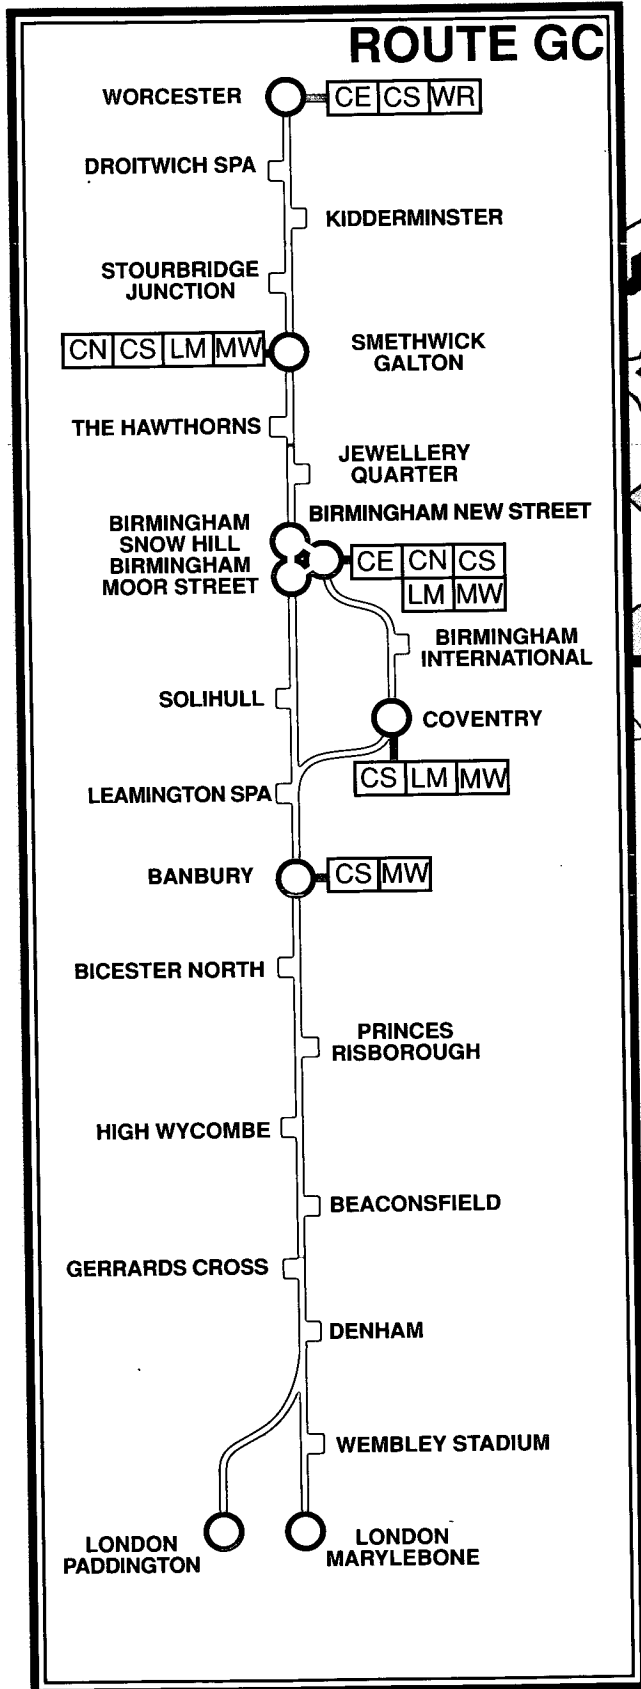 ROUTE GC
WORCESTER
CE CS WR
DROITWICH SPA
KIDDERMINSTER
STOURBRIDGE
JUNCTION
CN CS LM MW
SMETHWICK
GALTON
THE HAWTHORNS
JEWELLERY
QUARTER
BIRMINGHAM
SNOW HILL
BIRMINGHAM
MOOR STREET
BIRMINGHAM NEW STREET
CE CN CS
LM MW
BIRMINGHAM
INTERNATIONAL
SOLIHULL
COVENTRY
CS LM MW
LEAMINGTON SPA
BANBURY
CS MW
BICESTER NORTH
PRINCES
RISBOROUGH
HIGH WYCOMBE
BEACONSFIELD
GERRARDS CROSS
DENHAM
WEMBLEY STADIUM
LONDON
PADDINGTON
LONDON
MARYLEBONE